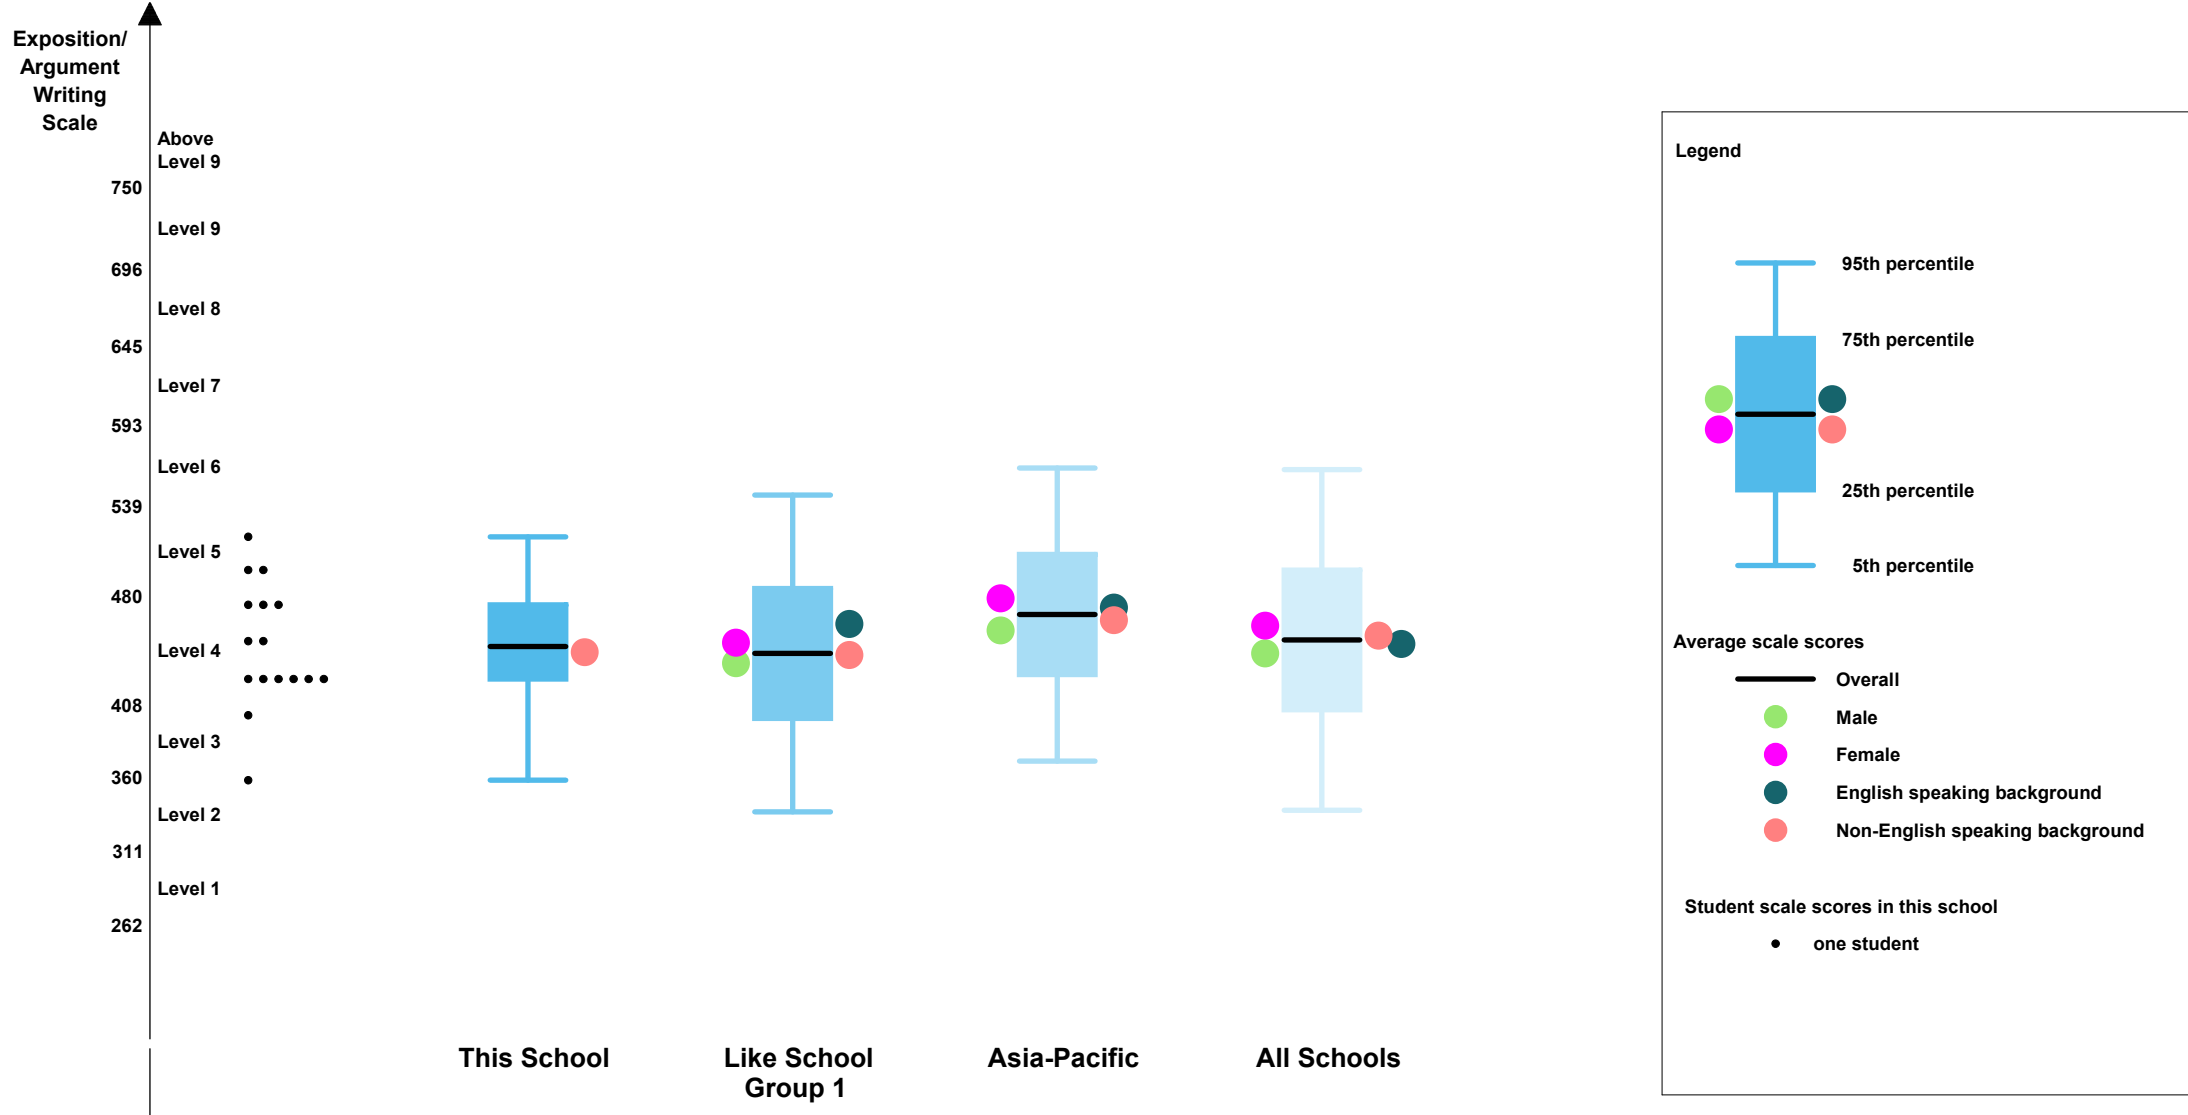 Exposition/
Argument
Writing
Scale
Above
Level 9
750
Level 9
696
Level 8
645
Level 7
593
Level 6
539
Level 5
480
Level 4
408
Level 3
360
Level 2
311
Level 1
262
This School
Like School
Group 1
Asia-Pacific
All Schools
Legend
95th percentile
75th percentile
25th percentile
5th percentile
Average scale scores
Overall
Male
Female
English speaking background
Non-English speaking background
Student scale scores in this school
one student